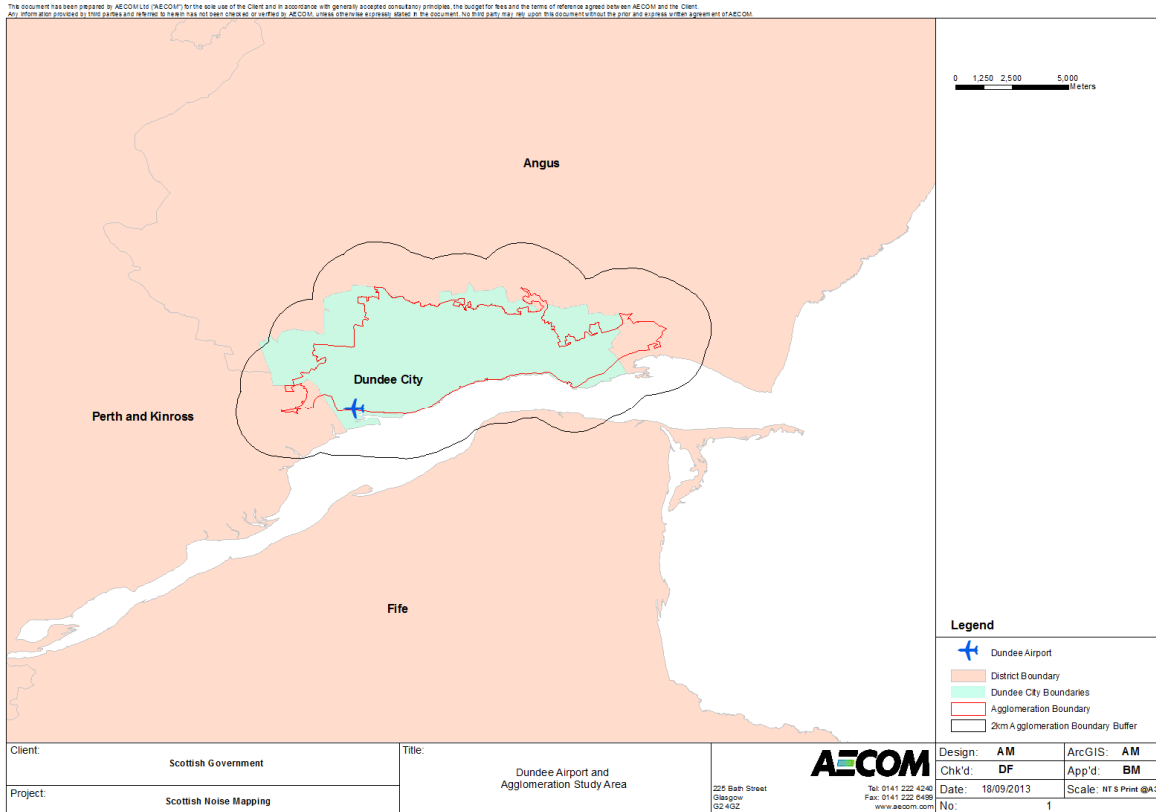 This document has been prepared by AECOM Ltd ("AECOM") for the sole use of the Client and in accordance with generally accepted consultancy principles, the budget for fees and the terms of reference agreed between AECOM and the Client.
Any information provided by third parties and referred to herein has not been checked or verified by AECOM, unless otherwise expressly stated in the document. No third party may rely upon this document without the prior and express written agreement of AECOM.
0 1,250 2,500 5,000
Meters
Angus
Dundee City
Perth and Kinross
Fife
Legend
Dundee Airport
District Boundary
Dundee City Boundaries
Agglomeration Boundary
2km Agglomeration Boundary Buffer
Client:
Scottish Government
Project:
Scottish Noise Mapping
Title:
Dundee Airport and
Agglomeration Study Area
AECOM
225 Bath Street
Glasgow
G2 4GZ
Tel: 0141 222 4240
Fax: 0141 222 6499
www.aecom.com
Design: AM
ArcGIS: AM
Chk'd: DF
App'd: BM
Date: 18/09/2013
Scale: NTS Print @A3
No: 1